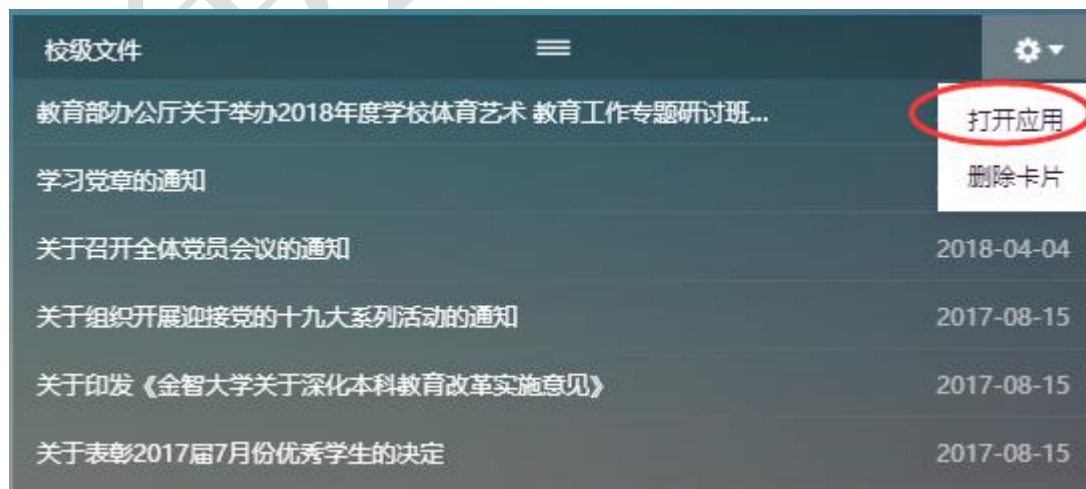 校级文件
教育部办公厅关于举办2018年度学校体育艺术 教育工作专题研讨班...
打开应用
学习党章的通知
删除卡片
关于召开全体党员会议的通知 2018-04-04
关于组织开展迎接党的十九大系列活动的通知 2017-08-15
关于印发《金智大学关于深化本科教育改革实施意见》 2017-08-15
关于表彰2017届7月份优秀学生的决定 2017-08-15